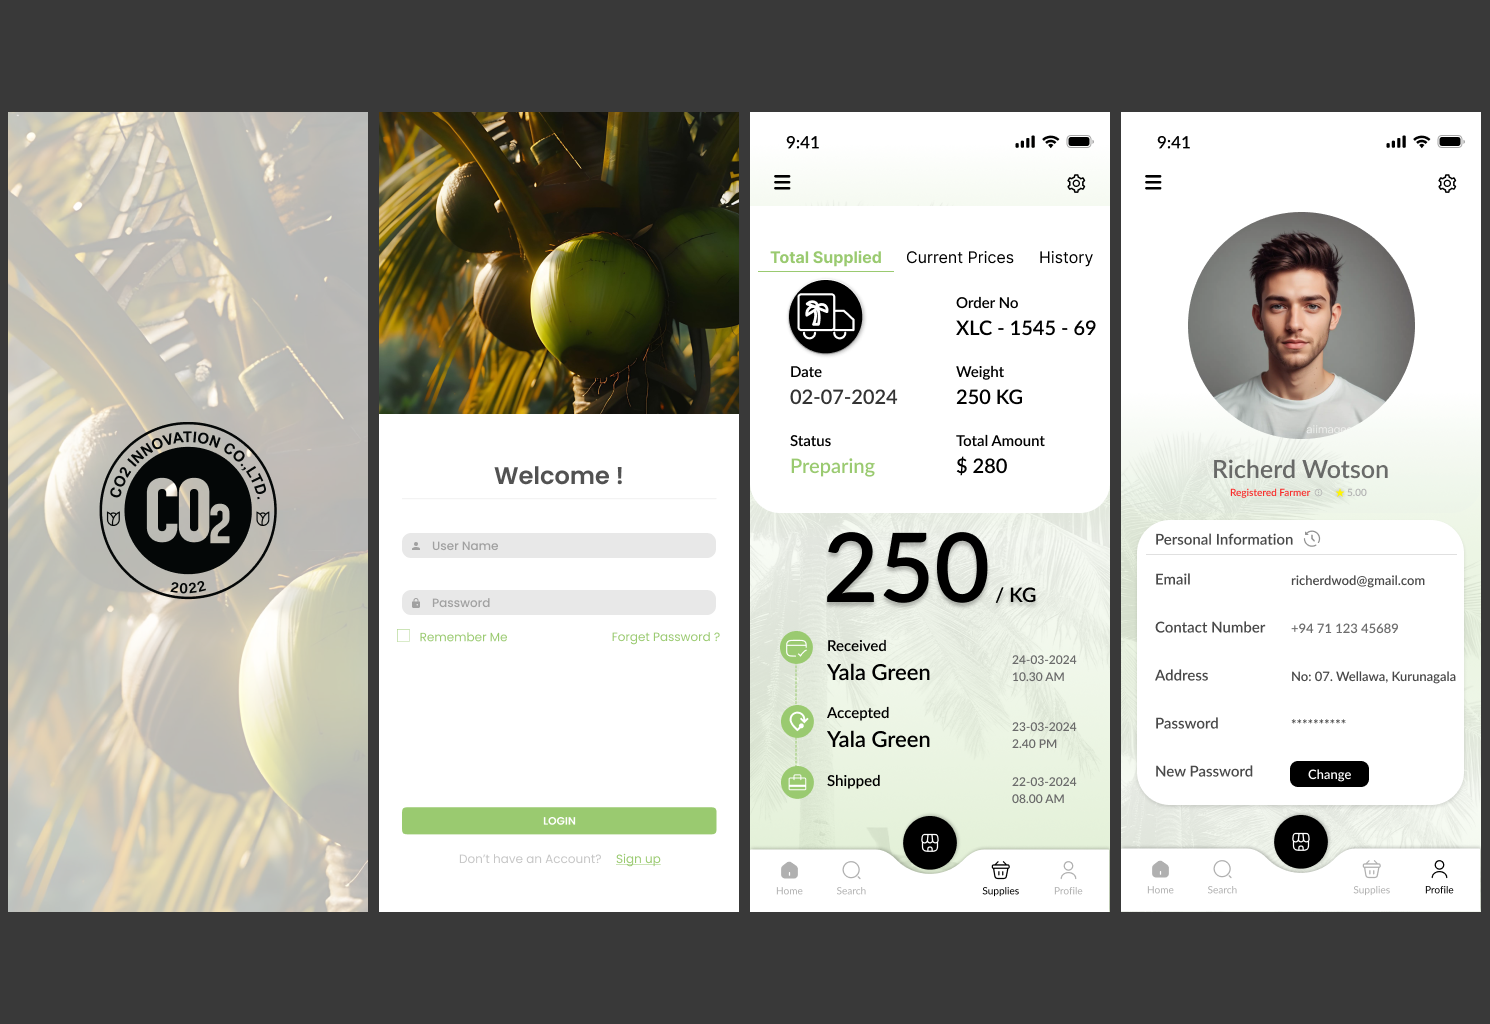 CO2 INNOVATION CO.,LTD.
CO2
2022
Welcome !
User Name
Password
Remember Me
Forget Password ?
LOGIN
Don't have an Account? Sign up
9:41
Total Supplied Current Prices History
Order No
XLC - 1545 - 69
Date
02-07-2024
Weight
250 KG
Status
Preparing
Total Amount
$ 280
250 / KG
Received
Yala Green
24-03-2024
10.30 AM
Accepted
Yala Green
23-03-2024
2.40 PM
Shipped
22-03-2024
08.00 AM
Home
Search
Supplies
Profile
9:41
Richerd Wotson
Registered Farmer 5.00
Personal Information
Email richerdwod@gmail.com
Contact Number +94 71 123 45689
Address No: 07. Wellawa, Kurunagala
Password **********
New Password Change
Home
Search
Supplies
Profile